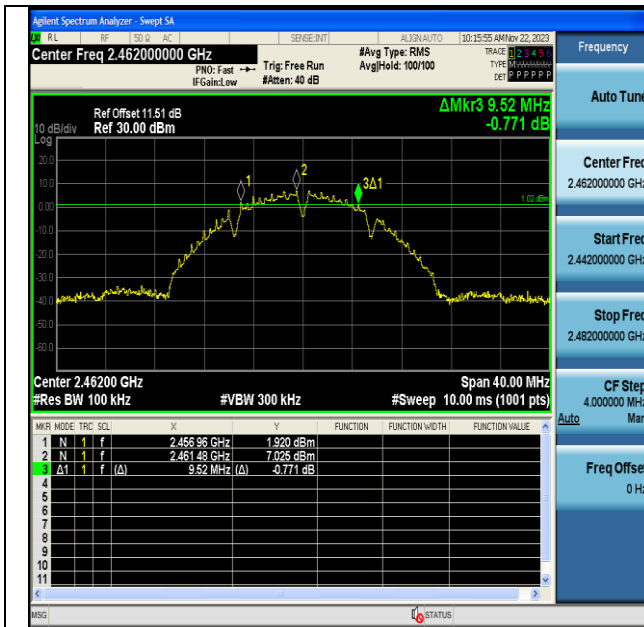 Agilent Spectrum Analyzer - Swept SA
RL RF 50 Ω AC SENSE:INT ALIGN AUTO 10:15:55 AM Nov 22, 2023
Center Freq 2.462000000 GHz
PNO: Fast
IFGain:Low
Trig: Free Run
#Atten: 40 dB
#Avg Type: RMS
Avg|Hold: 100/100
TRACE 1 2 3 4 5 6
TYPE M
DET P P P P P P
ΔMkr3 9.52 MHz
-0.771 dB
Ref Offset 11.51 dB
10 dB/div Ref 30.00 dBm
Log
20.0
10.0
0.00
-10.0
-20.0
-30.0
-40.0
-50.0
-60.0
1
2
3Δ1
1.02 dBm
Center 2.46200 GHz Span 40.00 MHz
#Res BW 100 kHz #VBW 300 kHz #Sweep 10.00 ms (1001 pts)
MKR MODE TRC SCL X Y FUNCTION FUNCTION WIDTH FUNCTION VALUE
1 N 1 f 2.456 96 GHz 1.920 dBm
2 N 1 f 2.461 48 GHz 7.025 dBm
3 Δ1 1 f (Δ) 9.52 MHz (Δ) -0.771 dB
4
5
6
7
8
9
10
11
MSG STATUS
Frequency
Auto Tune
Center Freq
2.462000000 GHz
Start Freq
2.442000000 GHz
Stop Freq
2.482000000 GHz
CF Step
4.000000 MHz
Auto Man
Freq Offset
0 Hz